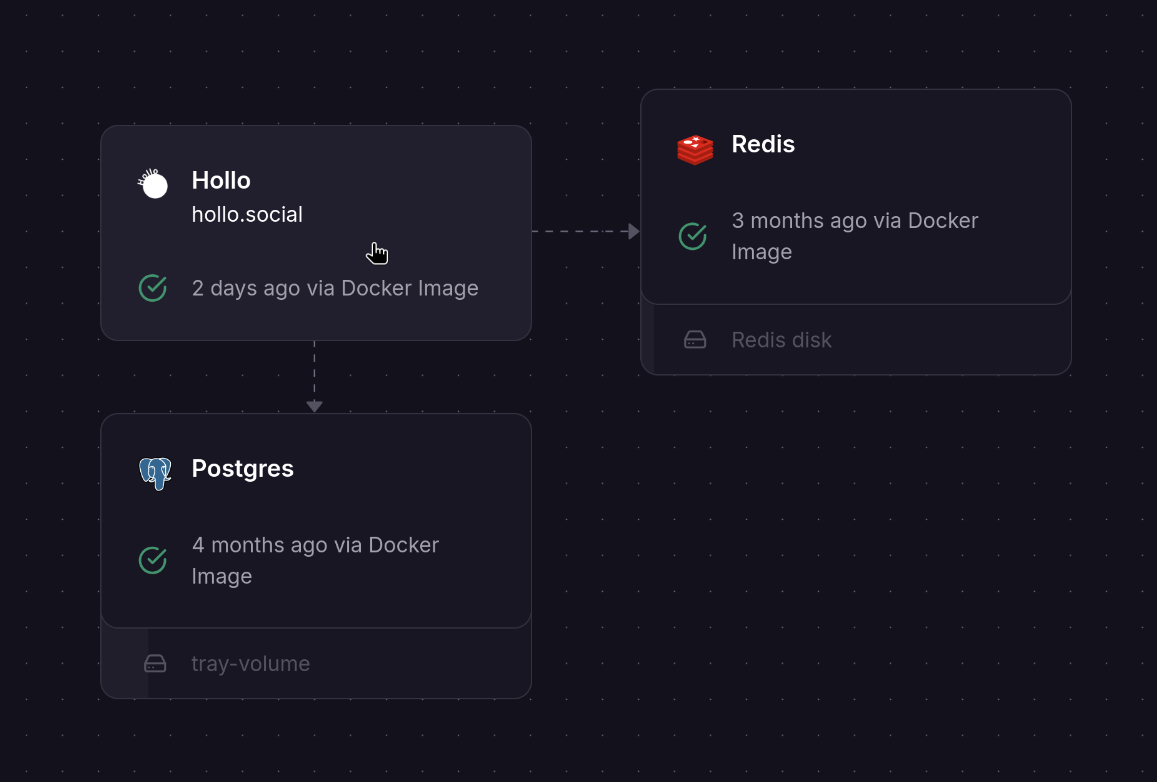 Hollo
hollo.social
2 days ago via Docker Image
Redis
3 months ago via Docker
Image
Redis disk
Postgres
4 months ago via Docker
Image
tray-volume